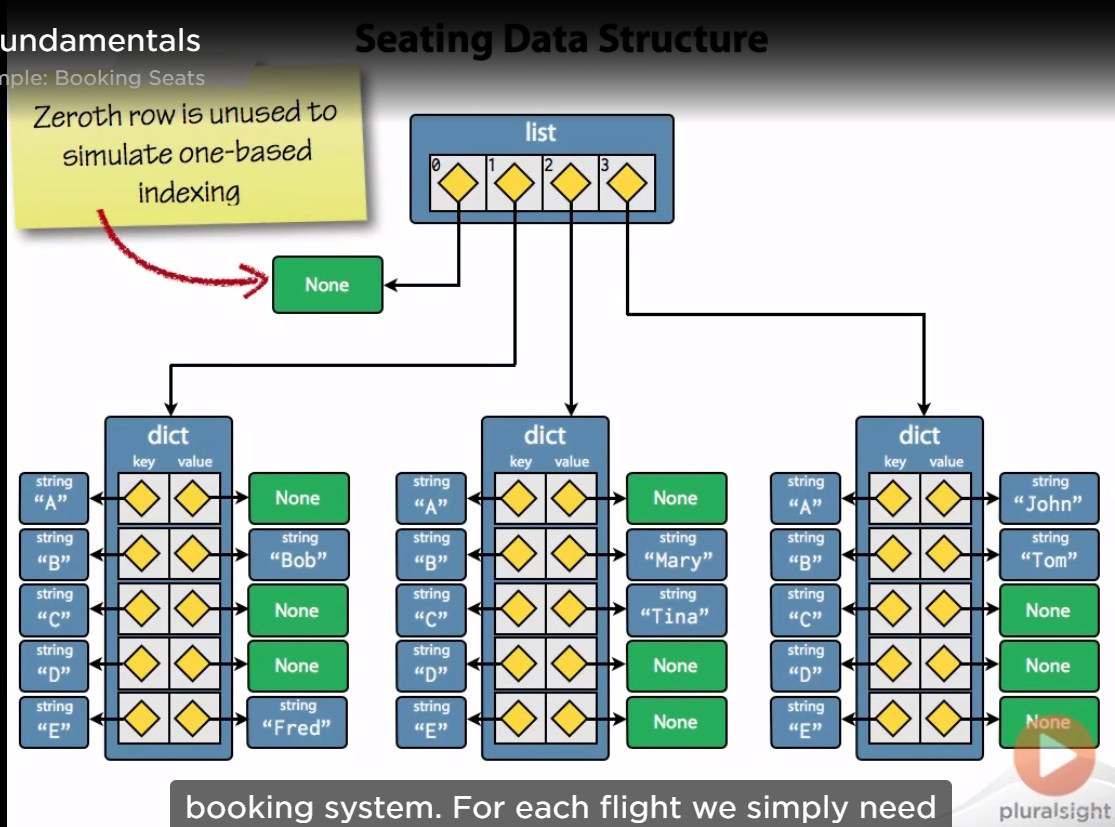 undamentals
Seating Data Structure
mple: Booking Seats
Zeroth row is unused to
simulate one-based
indexing
list
0 1 2 3
None
dict
key value
string
“A”
None
string
“B”
string
“Bob”
string
“C”
None
string
“D”
None
string
“E”
string
“Fred”
dict
key value
string
“A”
None
string
“B”
string
“Mary”
string
“C”
string
“Tina”
string
“D”
None
string
“E”
None
dict
key value
string
“A”
string
“John”
string
“B”
string
“Tom”
string
“C”
None
string
“D”
None
string
“E”
None
booking system. For each flight we simply need
pluralsight